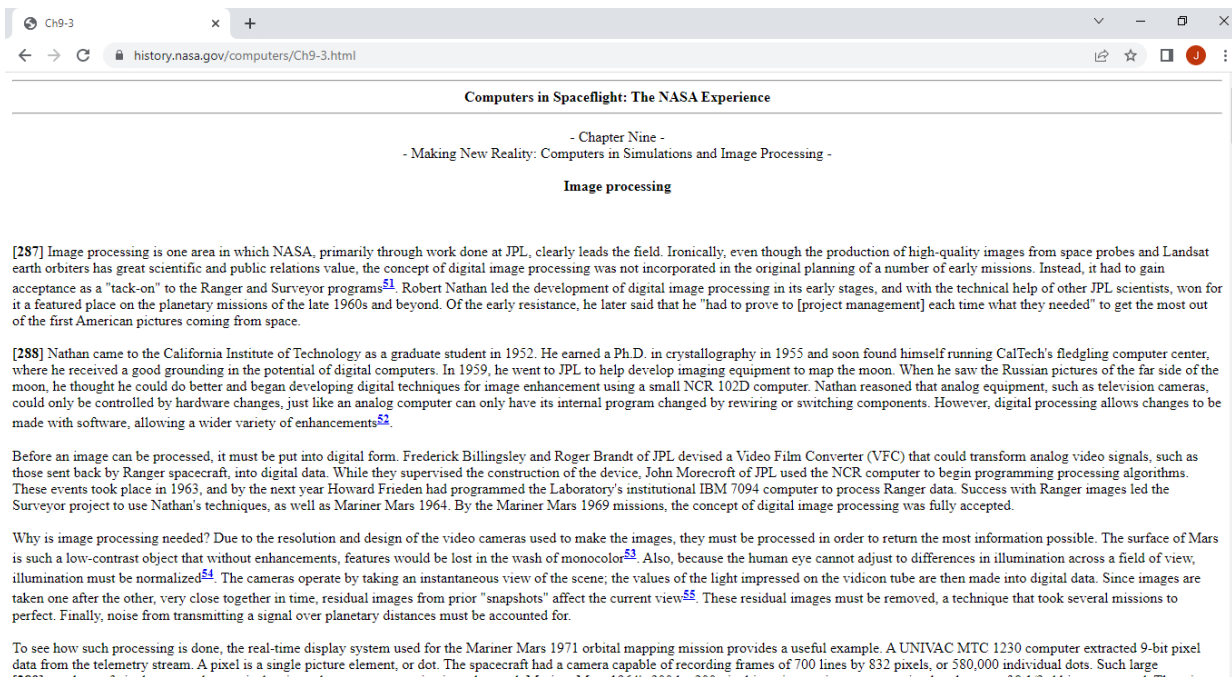 Ch9-3
history.nasa.gov/computers/Ch9-3.html
J
Computers in Spaceflight: The NASA Experience
- Chapter Nine -
- Making New Reality: Computers in Simulations and Image Processing -
Image processing
[287] Image processing is one area in which NASA, primarily through work done at JPL, clearly leads the field. Ironically, even though the production of high-quality images from space probes and Landsat
earth orbiters has great scientific and public relations value, the concept of digital image processing was not incorporated in the original planning of a number of early missions. Instead, it had to gain
acceptance as a "tack-on" to the Ranger and Surveyor programs51. Robert Nathan led the development of digital image processing in its early stages, and with the technical help of other JPL scientists, won for
it a featured place on the planetary missions of the late 1960s and beyond. Of the early resistance, he later said that he "had to prove to [project management] each time what they needed" to get the most out
of the first American pictures coming from space.
[288] Nathan came to the California Institute of Technology as a graduate student in 1952. He earned a Ph.D. in crystallography in 1955 and soon found himself running CalTech's fledgling computer center,
where he received a good grounding in the potential of digital computers. In 1959, he went to JPL to help develop imaging equipment to map the moon. When he saw the Russian pictures of the far side of the
moon, he thought he could do better and began developing digital techniques for image enhancement using a small NCR 102D computer. Nathan reasoned that analog equipment, such as television cameras,
could only be controlled by hardware changes, just like an analog computer can only have its internal program changed by rewiring or switching components. However, digital processing allows changes to be
made with software, allowing a wider variety of enhancements52.
Before an image can be processed, it must be put into digital form. Frederick Billingsley and Roger Brandt of JPL devised a Video Film Converter (VFC) that could transform analog video signals, such as
those sent back by Ranger spacecraft, into digital data. While they supervised the construction of the device, John Morecroft of JPL used the NCR computer to begin programming processing algorithms.
These events took place in 1963, and by the next year Howard Frieden had programmed the Laboratory's institutional IBM 7094 computer to process Ranger data. Success with Ranger images led the
Surveyor project to use Nathan's techniques, as well as Mariner Mars 1964. By the Mariner Mars 1969 missions, the concept of digital image processing was fully accepted.
Why is image processing needed? Due to the resolution and design of the video cameras used to make the images, they must be processed in order to return the most information possible. The surface of Mars
is such a low-contrast object that without enhancements, features would be lost in the wash of monocolor53. Also, because the human eye cannot adjust to differences in illumination across a field of view,
illumination must be normalized54. The cameras operate by taking an instantaneous view of the scene; the values of the light impressed on the vidicon tube are then made into digital data. Since images are
taken one after the other, very close together in time, residual images from prior "snapshots" affect the current view55. These residual images must be removed, a technique that took several missions to
perfect. Finally, noise from transmitting a signal over planetary distances must be accounted for.
To see how such processing is done, the real-time display system used for the Mariner Mars 1971 orbital mapping mission provides a useful example. A UNIVAC MTC 1230 computer extracted 9-bit pixel
data from the telemetry stream. A pixel is a single picture element, or dot. The spacecraft had a camera capable of recording frames of 700 lines by 832 pixels, or 580,000 individual dots. Such large